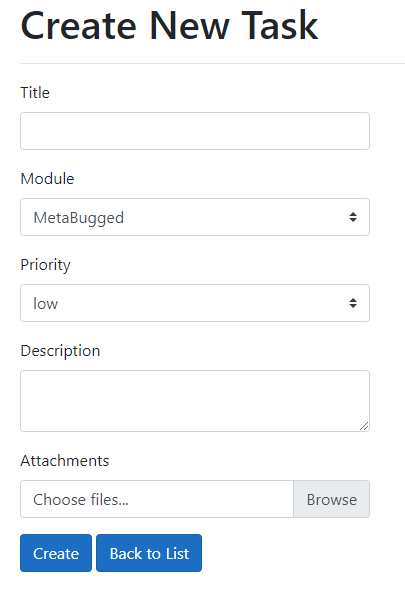 Create New Task
Title
Module
MetaBugged
Priority
low
Description
Attachments
Choose files... Browse
Create Back to List